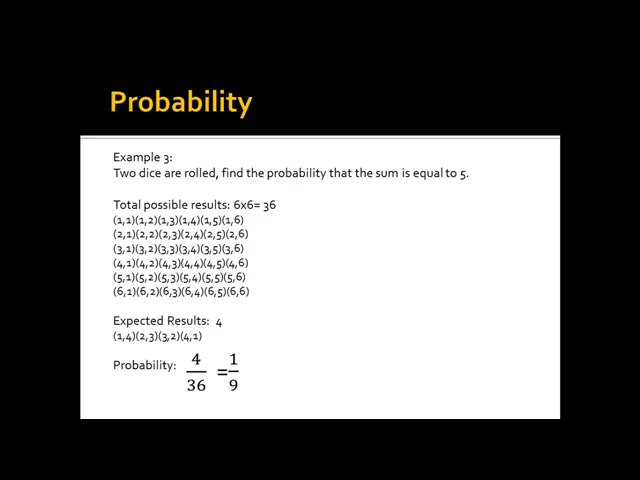 Probability
Example 3:
Two dice are rolled, find the probability that the sum is equal to 5.
Total possible results: 6x6= 36
(1,1)(1,2)(1,3)(1,4)(1,5)(1,6)
(2,1)(2,2)(2,3)(2,4)(2,5)(2,6)
(3,1)(3,2)(3,3)(3,4)(3,5)(3,6)
(4,1)(4,2)(4,3)(4,4)(4,5)(4,6)
(5,1)(5,2)(5,3)(5,4)(5,5)(5,6)
(6,1)(6,2)(6,3)(6,4)(6,5)(6,6)
Expected Results: 4
(1,4)(2,3)(3,2)(4,1)
Probability: 4/36 =1/9